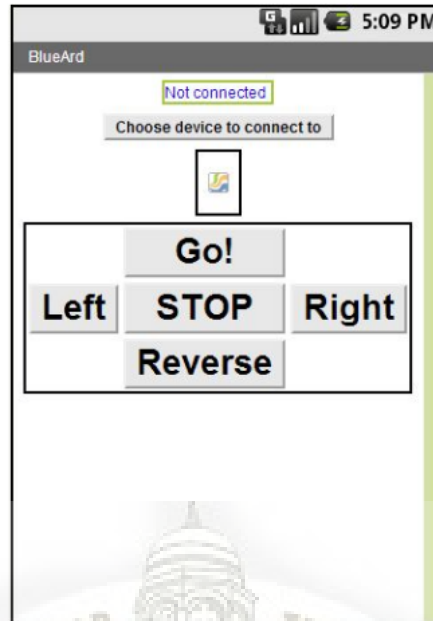 5:09 PM
BlueArd
Not connected
Choose device to connect to
Go!
Left STOP Right
Reverse